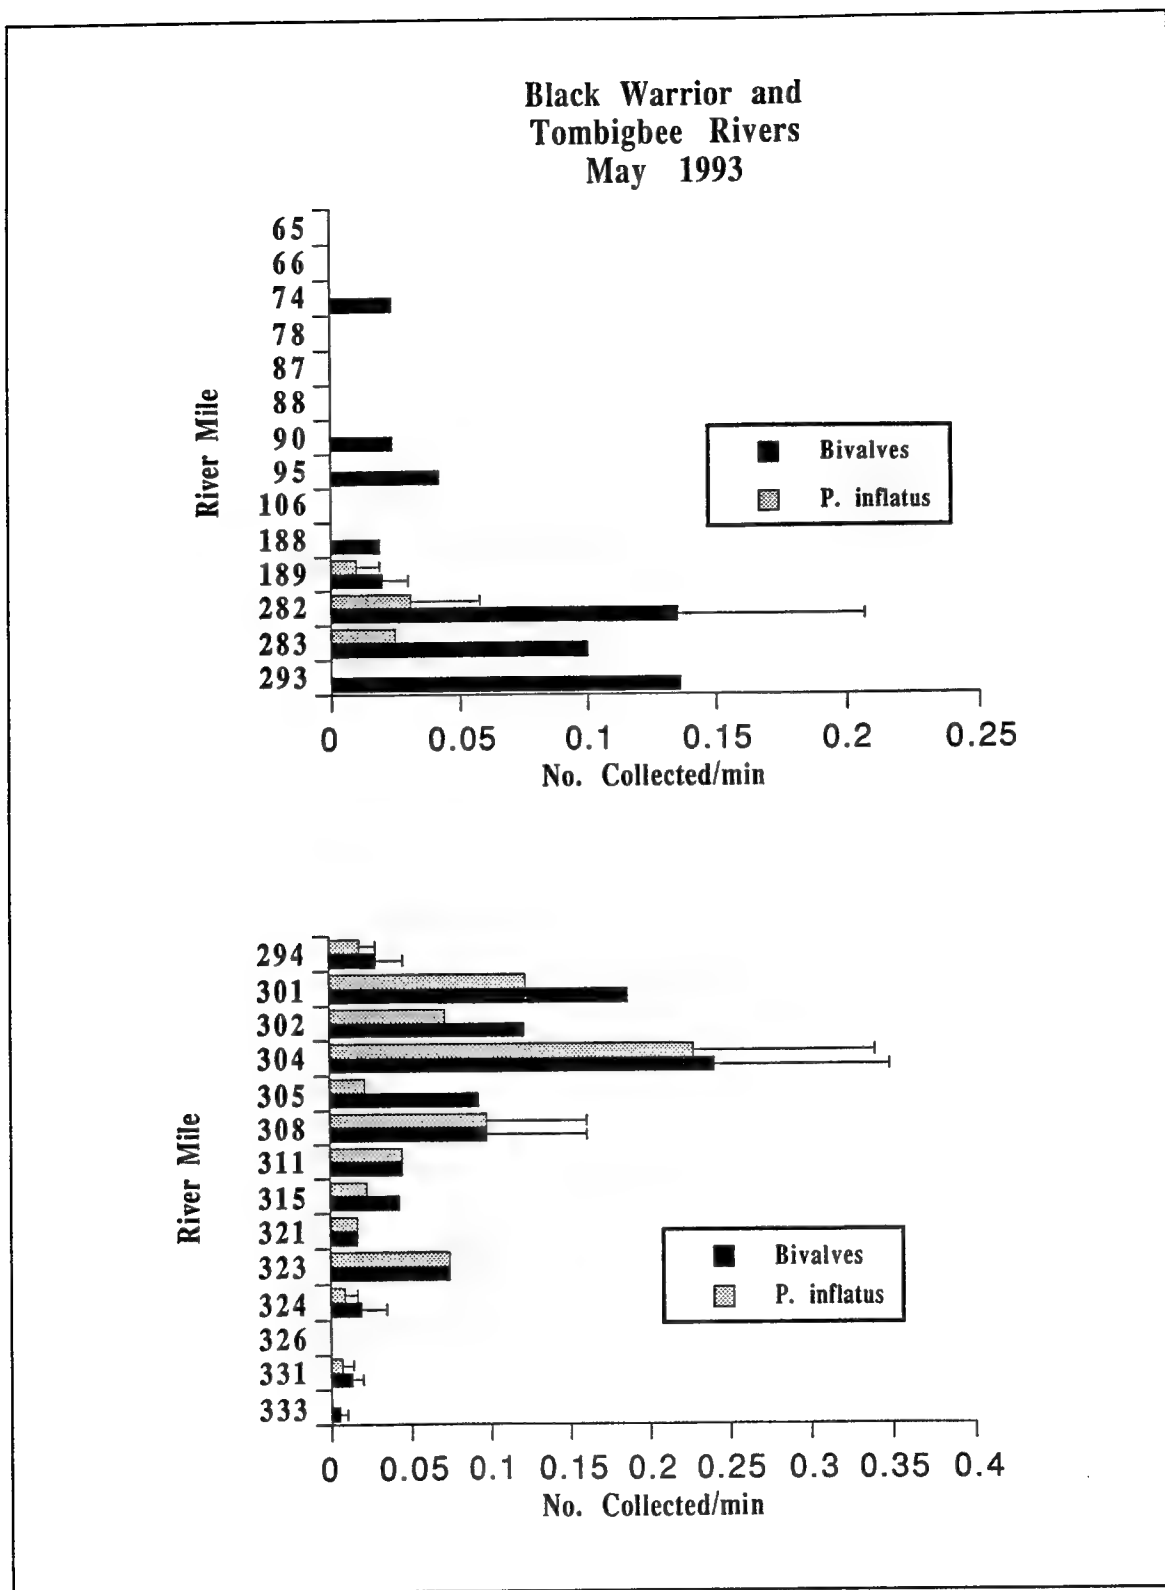 Black Warrior and
Tombigbee Rivers
May 1993
River Mile
65
66
74
78
87
88
90
95
106
188
189
282
283
293
Bivalves
P. inflatus
0 0.05 0.1 0.15 0.2 0.25
No. Collected/min
River Mile
294
301
302
304
305
308
311
315
321
323
324
326
331
333
Bivalves
P. inflatus
0 0.05 0.1 0.15 0.2 0.25 0.3 0.35 0.4
No. Collected/min